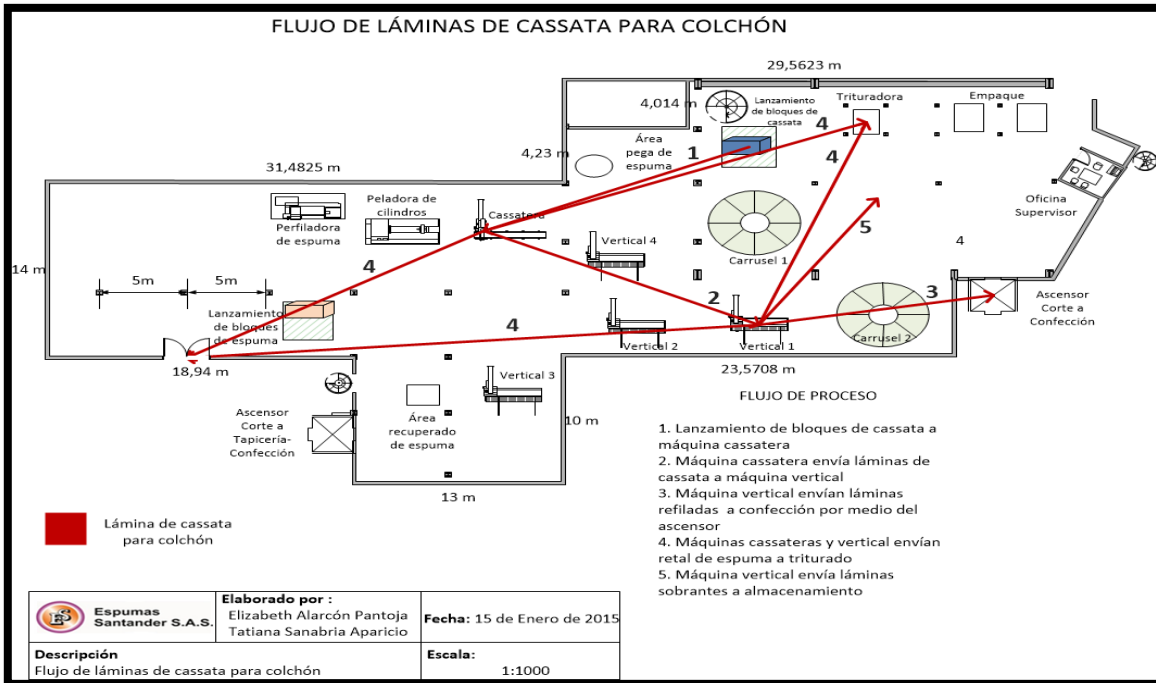 FLUJO DE LÁMINAS DE CASSATA PARA COLCHÓN
29,5623 m
4,014 m
Lanzamiento
de bloques de
cassata
Trituradora
Empaque
4
1
Área
pega de
espuma
4,23 m
4
31,4825 m
Peladora de
cilindros
Cassatera
Perfiladora
de espuma
Oficina
Supervisor
5
Vertical 4
4
Carrusel 1
14 m
4
5m
5m
2
3
Ascensor
Corte a
Confección
Lanzamiento
de bloques
de espuma
4
Vertical 2
Vertical 1
Carrusel 2
18,94 m
23,5708 m
Vertical 3
Ascensor
Corte a
Tapicería-
Confección
Área
recuperado
de espuma
10 m
13 m
FLUJO DE PROCESO
1. Lanzamiento de bloques de cassata a
máquina cassatera
2. Máquina cassatera envía láminas de
cassata a máquina vertical
3. Máquina vertical envían láminas
refiladas a confección por medio del
ascensor
4. Máquinas cassateras y vertical envían
retal de espuma a triturado
5. Máquina vertical envía láminas
sobrantes a almacenamiento
Lámina de cassata
para colchón
ES
Espumas
Santander S.A.S.
Elaborado por :
Elizabeth Alarcón Pantoja
Tatiana Sanabria Aparicio
Fecha: 15 de Enero de 2015
Descripción
Flujo de láminas de cassata para colchón
Escala:
1:1000